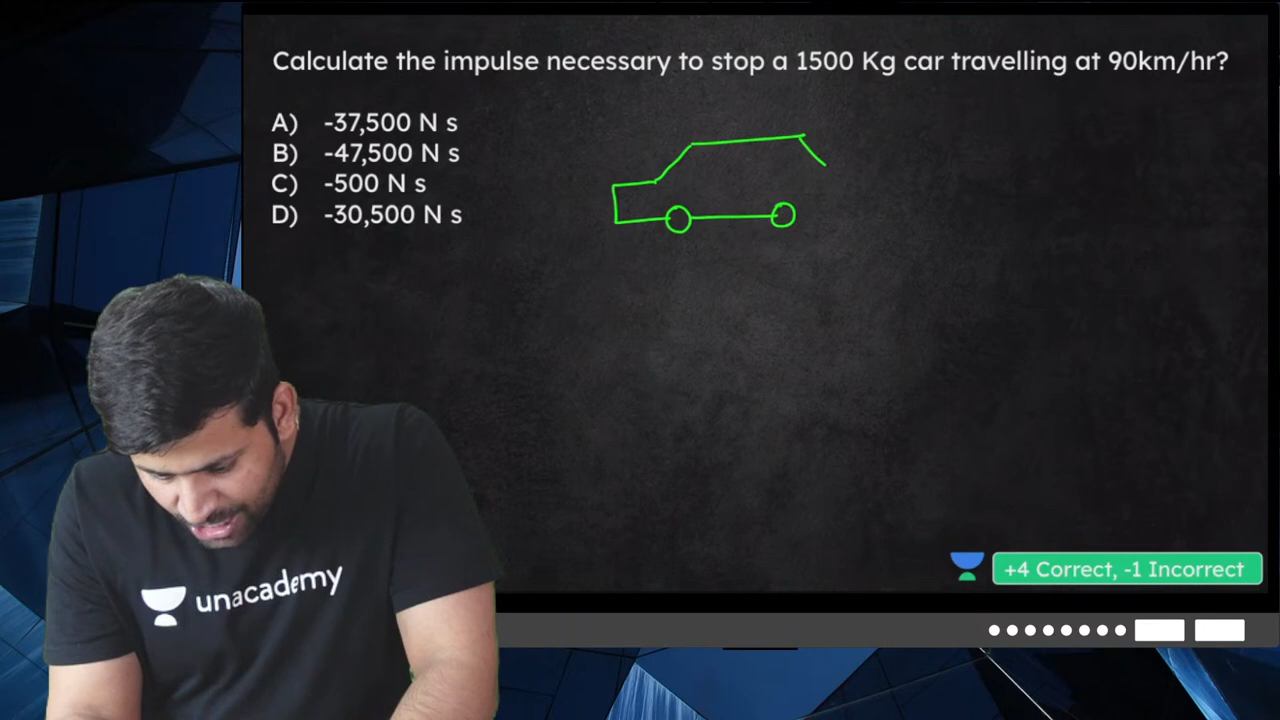 Calculate the impulse necessary to stop a 1500 Kg car travelling at 90km/hr?
A) -37,500 N s
B) -47,500 N s
C) -500 N s
D) -30,500 N s
unacademy
+4 Correct, -1 Incorrect